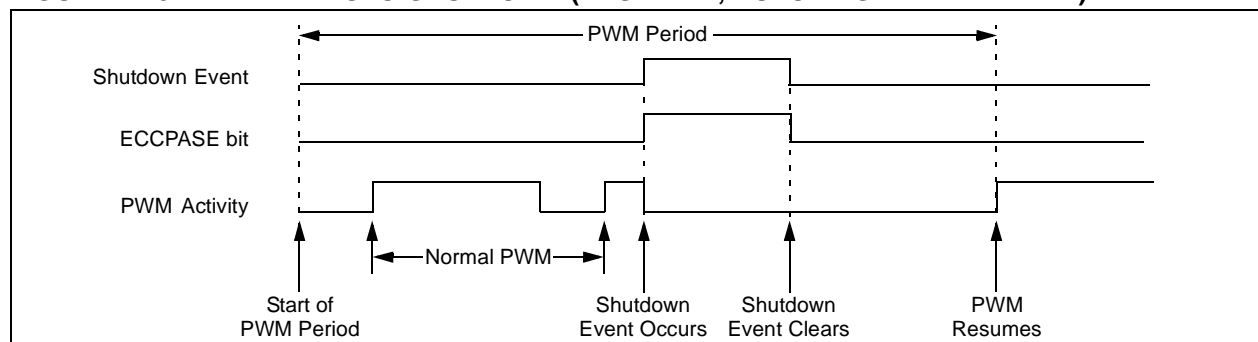 PWM Period
Shutdown Event
ECCPASE bit
PWM Activity
Normal PWM
Start of
PWM Period
Shutdown
Event Occurs
Shutdown
Event Clears
PWM
Resumes